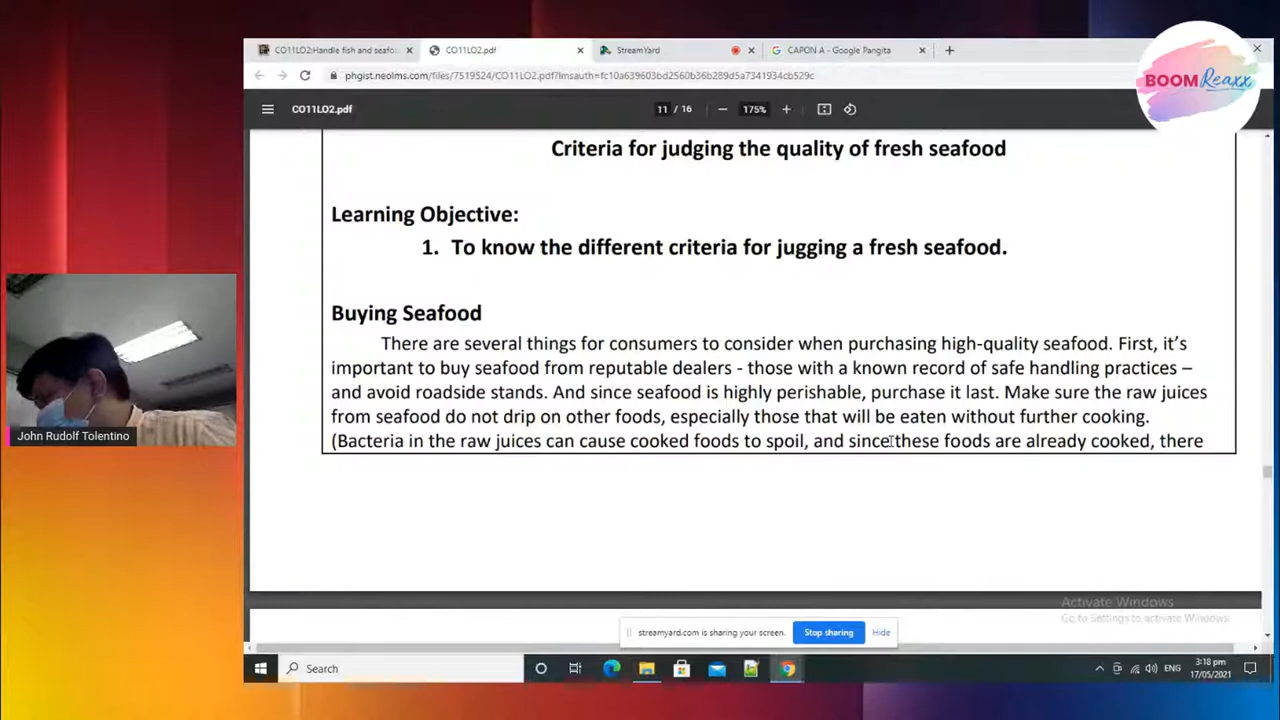 CO11LO2:Handle fish and seafoo
CO11LO2.pdf
StreamYard
CAPON A - Google Pangita
BOOM Reaxx
phgist.neolms.com/files/7519524/CO11LO2.pdf?lmsauth=fc10a639603bd2560b36b289d5a7341934cb529c
CO11LO2.pdf
11 / 16
175%
Criteria for judging the quality of fresh seafood
Learning Objective:
1. To know the different criteria for jugging a fresh seafood.
Buying Seafood
There are several things for consumers to consider when purchasing high-quality seafood. First, it's
important to buy seafood from reputable dealers - those with a known record of safe handling practices –
and avoid roadside stands. And since seafood is highly perishable, purchase it last. Make sure the raw juices
from seafood do not drip on other foods, especially those that will be eaten without further cooking.
(Bacteria in the raw juices can cause cooked foods to spoil, and since these foods are already cooked, there
John Rudolf Tolentino
Activate Windows
Go to Settings to activate Windows.
streamyard.com is sharing your screen.
Stop sharing
Hide
Search
ENG
3:18 pm
17/05/2021